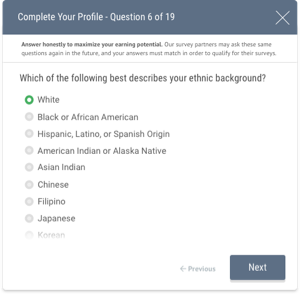 Complete Your Profile - Question 6 of 19
Answer honestly to maximize your earning potential. Our survey partners may ask these
questions again in the future, and your answers must match in order to qualify for their surveys.
Which of the following best describes your ethnic background?
White
Black or African American
Hispanic, Latino, or Spanish Origin
American Indian or Alaska Native
Asian Indian
Chinese
Filipino
Japanese
Korean
← Previous
Next